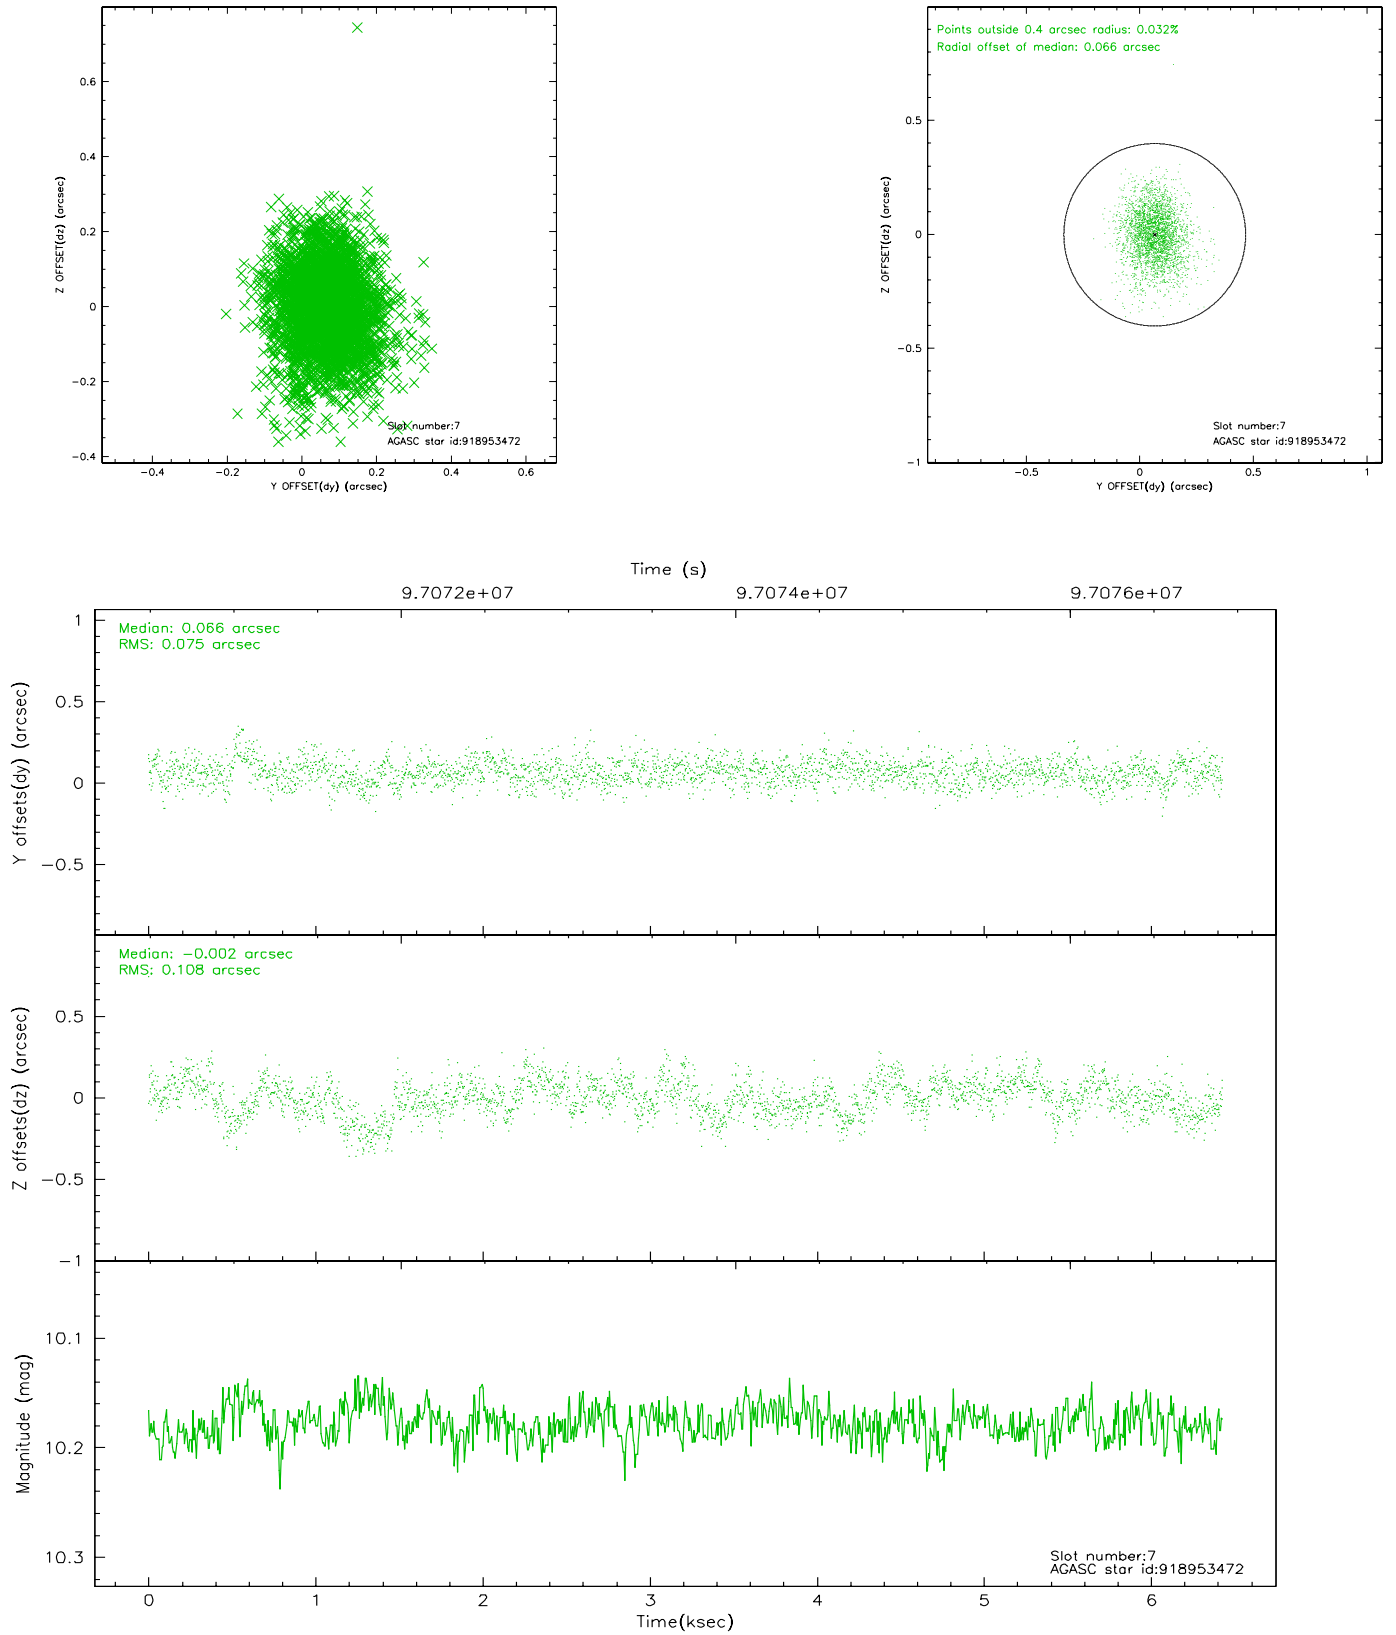 0.6
0.4
0.2
0
−0.2
−0.4
Z OFFSET(dz) (arcsec)
−0.4 −0.2 0 0.2 0.4 0.6
Y OFFSET(dy) (arcsec)
Slot number:7
AGASC star id:918953472
Points outside 0.4 arcsec radius: 0.032%
Radial offset of median: 0.066 arcsec
0.5
0
−0.5
−1
Z OFFSET(dz) (arcsec)
−0.5 0 0.5 1
Y OFFSET(dy) (arcsec)
Slot number:7
AGASC star id:918953472
Time (s)
9.7072e+07 9.7074e+07 9.7076e+07
Median: 0.066 arcsec
RMS: 0.075 arcsec
1
0.5
0
−0.5
Y offsets(dy) (arcsec)
Median: −0.002 arcsec
RMS: 0.108 arcsec
0.5
0
−0.5
−1
Z offsets(dz) (arcsec)
10.1
10.2
10.3
Magnitude (mag)
Slot number:7
AGASC star id:918953472
0 1 2 3 4 5 6
Time(ksec)